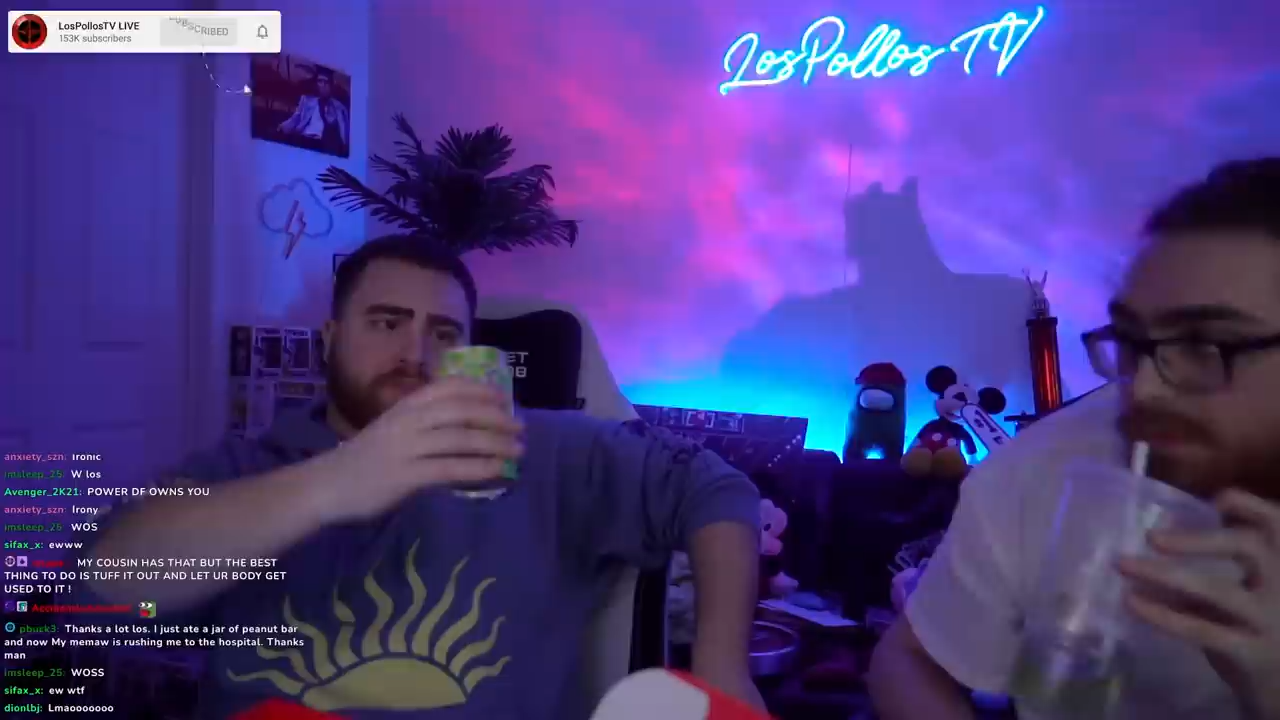 LosPollosTV LIVE
153K subscribers
SUBSCRIBED
LosPollos TV
anxiety_szn: Ironic
imsleep_25: W los
Avenger_2K21: POWER DF OWNS YOU
anxiety_szn: Irony
imsleep_25: WOS
sifax_x: ewww
MY COUSIN HAS THAT BUT THE BEST
THING TO DO IS TUFF IT OUT AND LET UR BODY GET
USED TO IT !
pbuck3: Thanks a lot los. I just ate a jar of peanut bar
and now My memaw is rushing me to the hospital. Thanks
man
imsleep_25: WOSS
sifax_x: ew wtf
dionlbj: Lmaooooooo